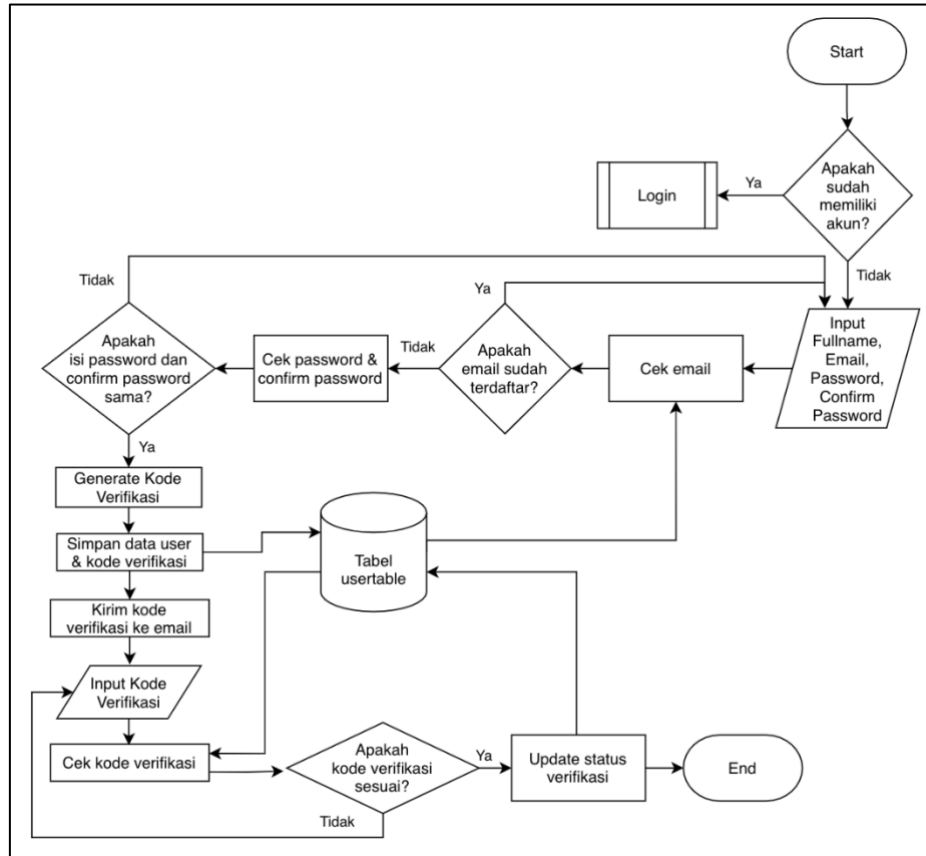 Start
Apakah
sudah
memiliki
akun?
Ya
Login
Tidak
Input
Fullname,
Email,
Password,
Confirm
Password
Cek email
Apakah
email sudah
terdaftar?
Ya
Tidak
Cek password &
confirm password
Apakah
isi password dan
confirm password
sama?
Tidak
Ya
Generate Kode
Verifikasi
Simpan data user
& kode verifikasi
Tabel
usertable
Kirim kode
verifikasi ke email
Input Kode
Verifikasi
Cek kode verifikasi
Apakah
kode verifikasi
sesuai?
Ya
Tidak
Update status
verifikasi
End